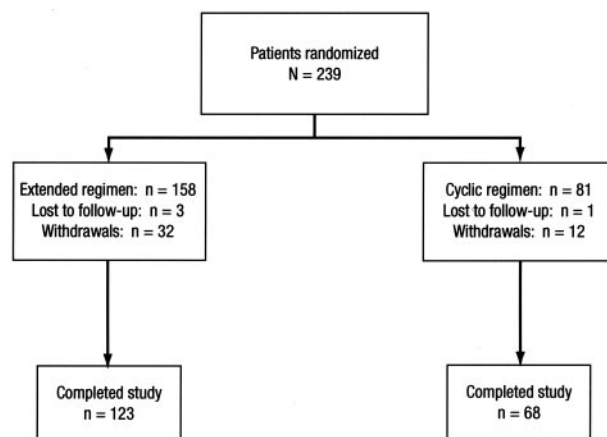 Patients randomized
N = 239
Extended regimen: n = 158
Lost to follow-up: n = 3
Withdrawals: n = 32
Cyclic regimen: n = 81
Lost to follow-up: n = 1
Withdrawals: n = 12
Completed study
n = 123
Completed study
n = 68